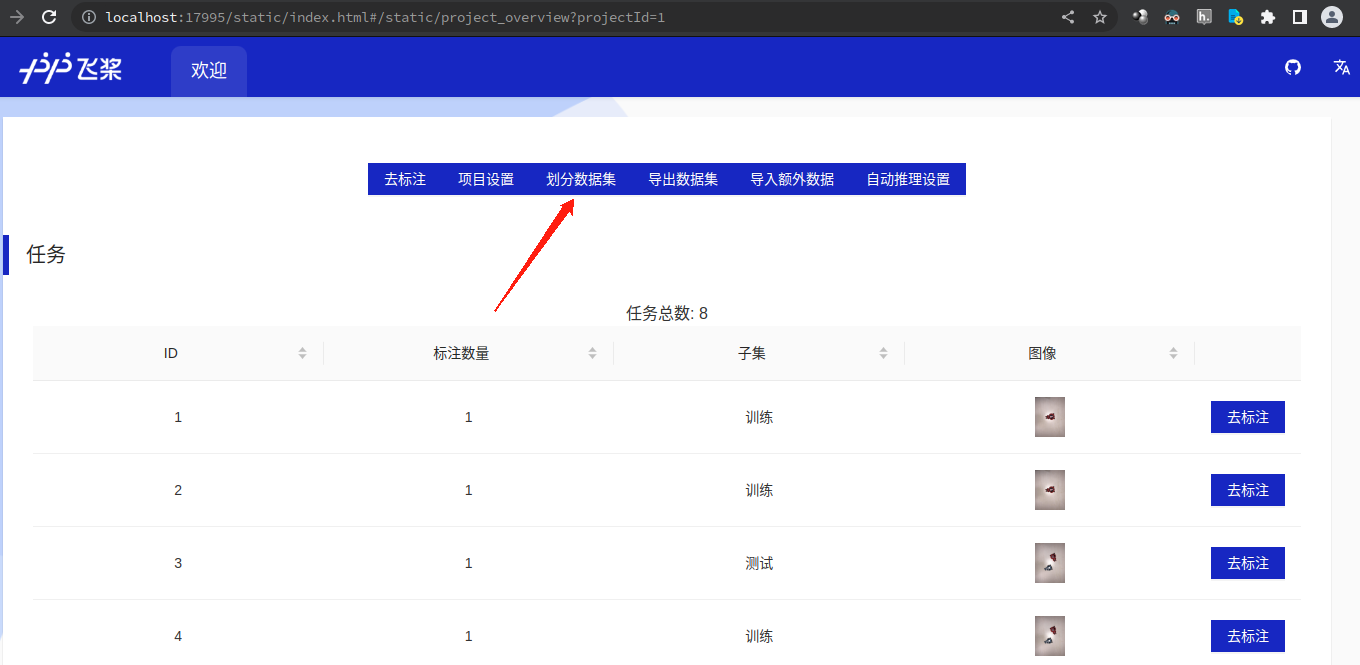 localhost:17995/static/index.html#/static/project_overview?projectId=1
h.
飞桨 欢迎
去标注 项目设置 划分数据集 导出数据集 导入额外数据 自动推理设置
任务
任务总数: 8
ID 标注数量 子集 图像
1 1 训练 去标注
2 1 训练 去标注
3 1 测试 去标注
4 1 训练 去标注